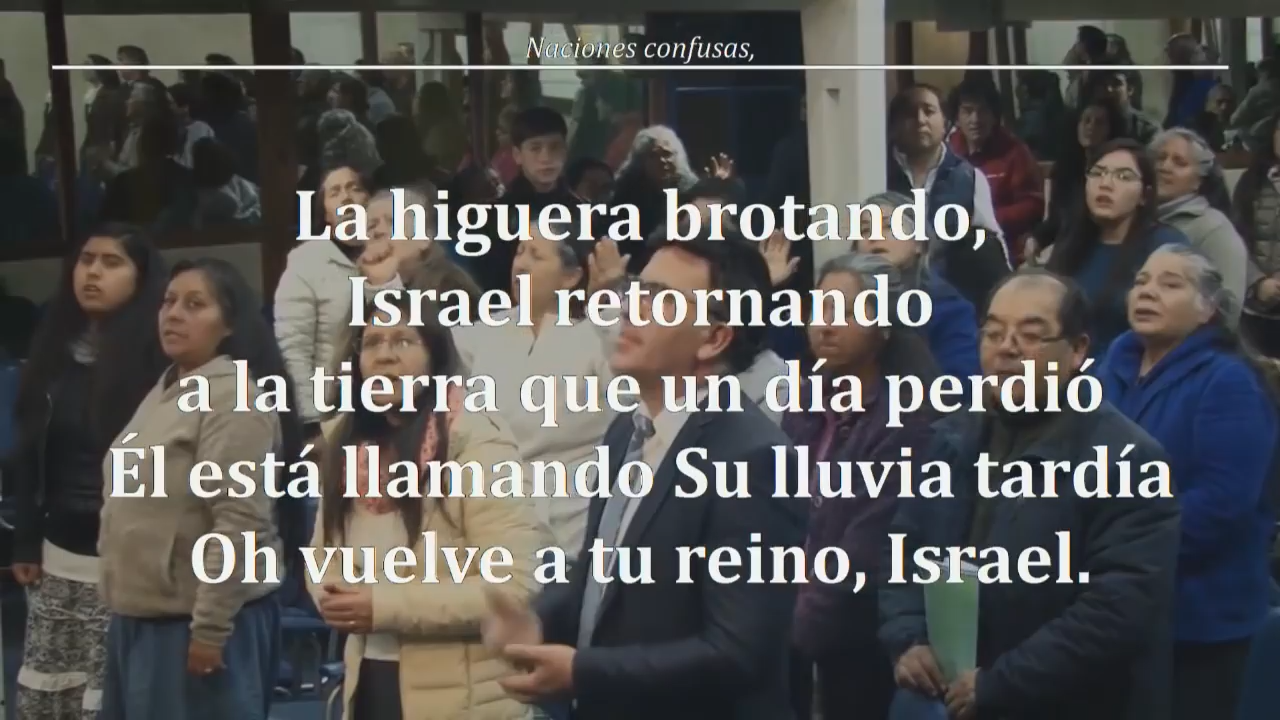 Naciones confusas,
La higuera brotando,
Israel retornando
a la tierra que un día perdió
Él está llamando Su lluvia tardía
Oh vuelve a tu reino, Israel.